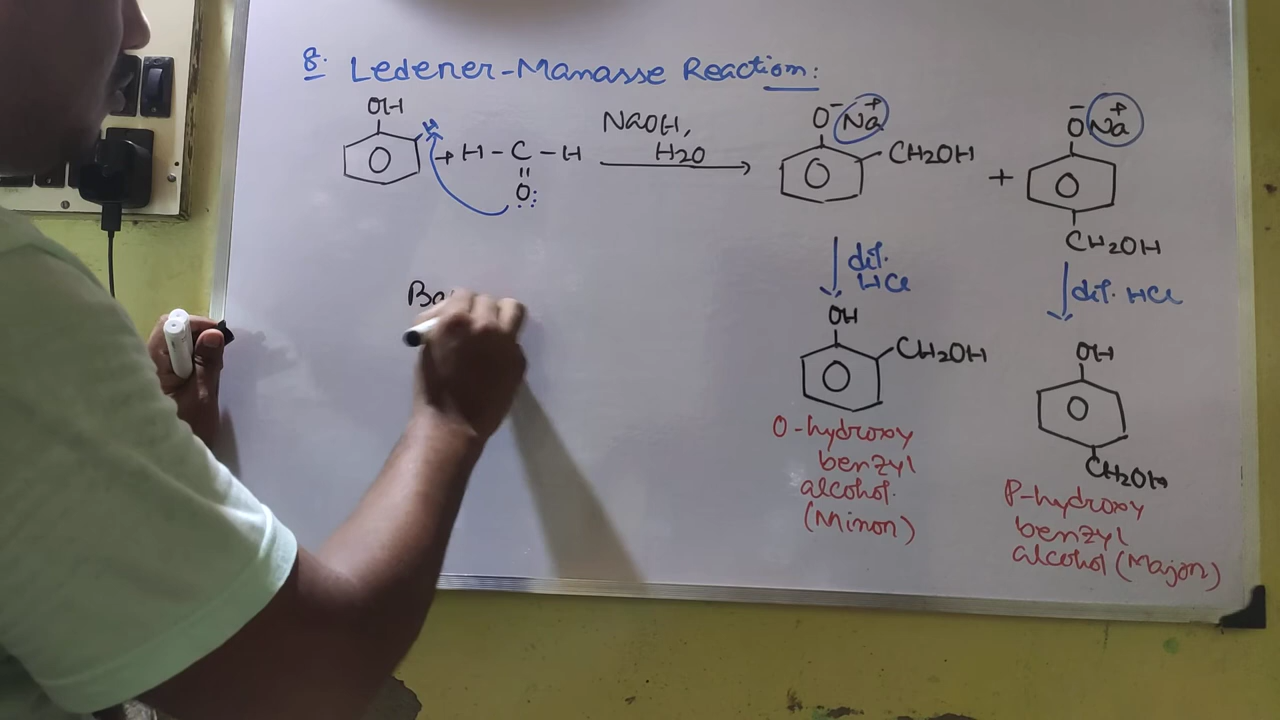 8. Lederer-Manasse Reaction:
OH
H
+ H - C - H
O
NaOH,
H2O
O⁻ Na⁺
CH2OH
+
O⁻ Na⁺
CH2OH
dil.
HCl
dil. HCl
OH
CH2OH
O-hydroxy
benzyl
alcohol.
(Minor)
OH
CH2OH
P-hydroxy
benzyl
alcohol (Major)